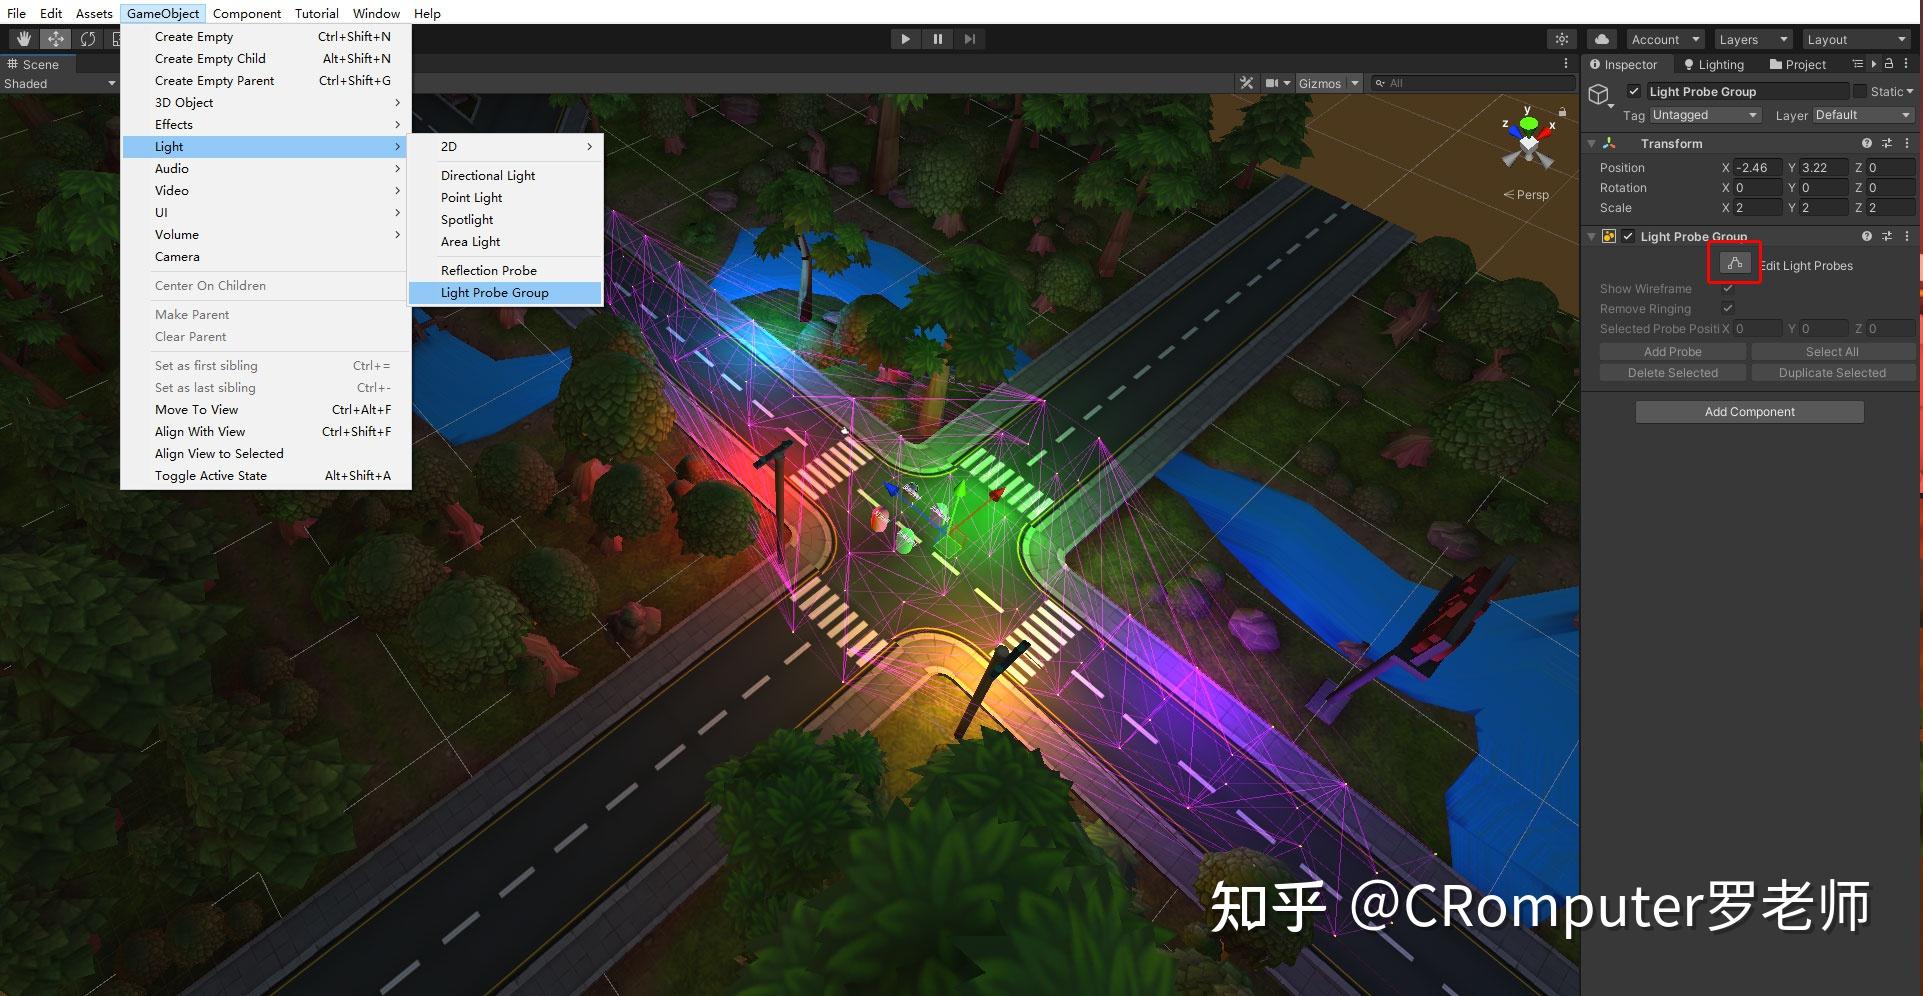 File Edit Assets GameObject Component Tutorial Window Help
Account Layers Layout
Scene
Shaded
Gizmos All
Create Empty Ctrl+Shift+N
Create Empty Child Alt+Shift+N
Create Empty Parent Ctrl+Shift+G
3D Object
Effects
Light
Audio
Video
UI
Volume
Camera
Center On Children
Make Parent
Clear Parent
Set as first sibling Ctrl+=
Set as last sibling Ctrl+-
Move To View Ctrl+Alt+F
Align With View Ctrl+Shift+F
Align View to Selected
Toggle Active State Alt+Shift+A
2D
Directional Light
Point Light
Spotlight
Area Light
Reflection Probe
Light Probe Group
y
z x
Persp
Inspector Lighting Project
Light Probe Group Static
Tag Untagged Layer Default
Transform
Position X -2.46 Y 3.22 Z 0
Rotation X 0 Y 0 Z 0
Scale X 2 Y 2 Z 2
Light Probe Group
Edit Light Probes
Show Wireframe
Remove Ringing
Selected Probe Positi X 0 Y 0 Z 0
Add Probe Select All
Delete Selected Duplicate Selected
Add Component
知乎 @CRomputer罗老师